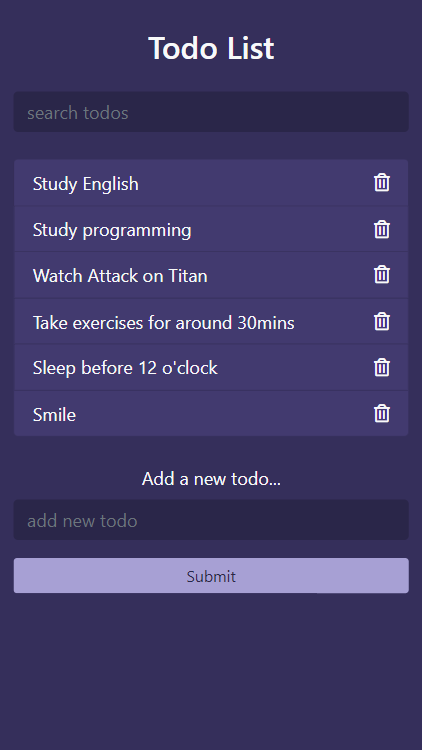 Todo List
search todos
Study English
Study programming
Watch Attack on Titan
Take exercises for around 30mins
Sleep before 12 o'clock
Smile
Add a new todo...
add new todo
Submit